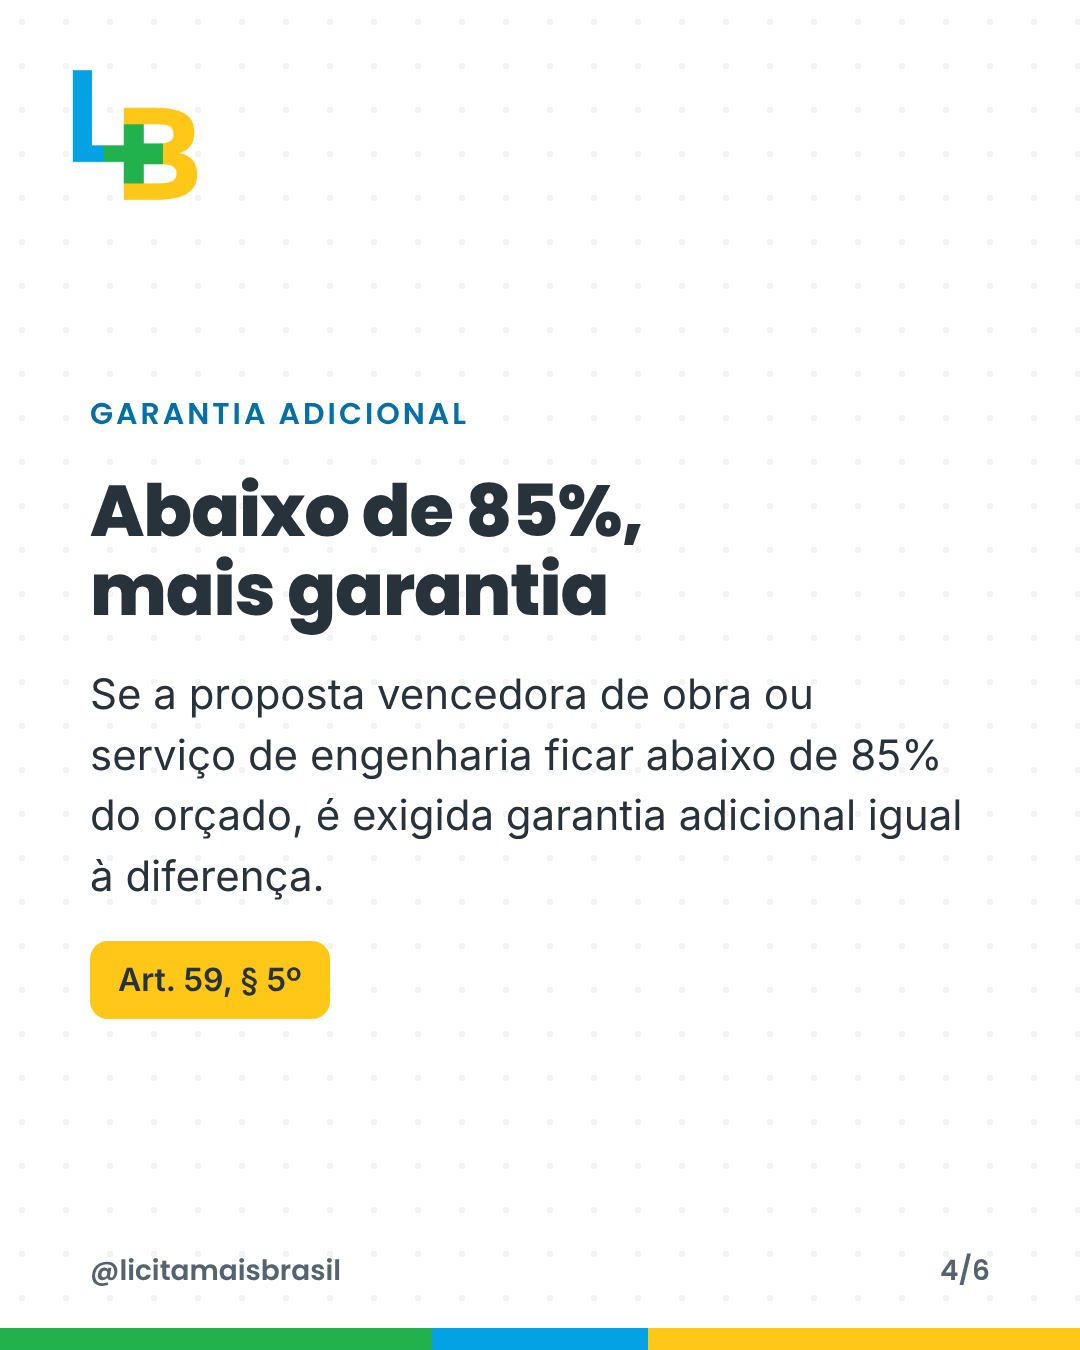 L+B
GARANTIA ADICIONAL
Abaixo de 85%,
mais garantia
Se a proposta vencedora de obra ou
serviço de engenharia ficar abaixo de 85%
do orçado, é exigida garantia adicional igual
à diferença.
Art. 59, § 5º
@licitamaisbrasil
4/6